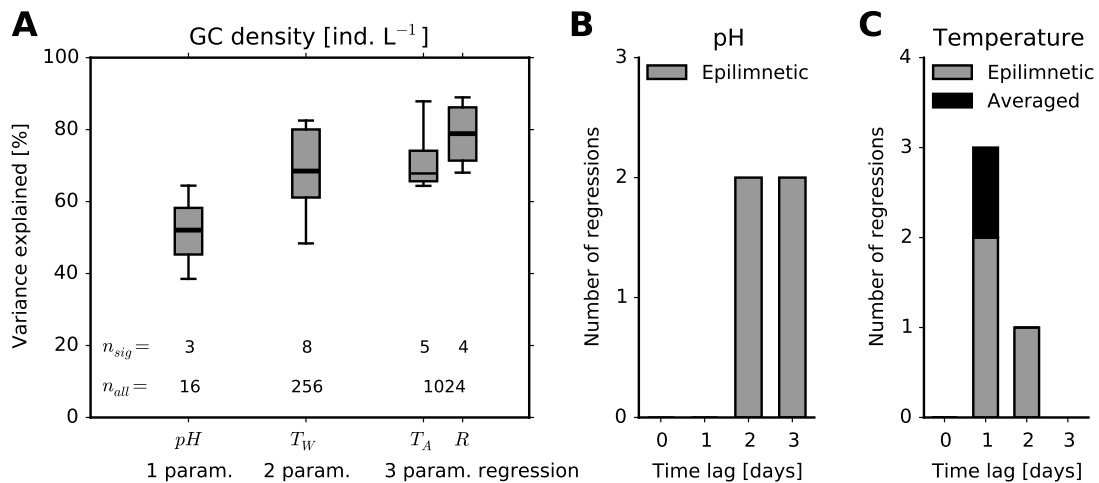 A
GC density [ind. L⁻¹]
100
80
60
40
20
0
Variance explained [%]
n_sig = 3 8 5 4
n_all = 16 256 1024
pH T_W T_A R
1 param. 2 param. 3 param. regression
B
pH
Epilimnetic
3
2
1
0
Number of regressions
0 1 2 3
Time lag [days]
C
Temperature
Epilimnetic
Averaged
4
3
2
1
0
Number of regressions
0 1 2 3
Time lag [days]